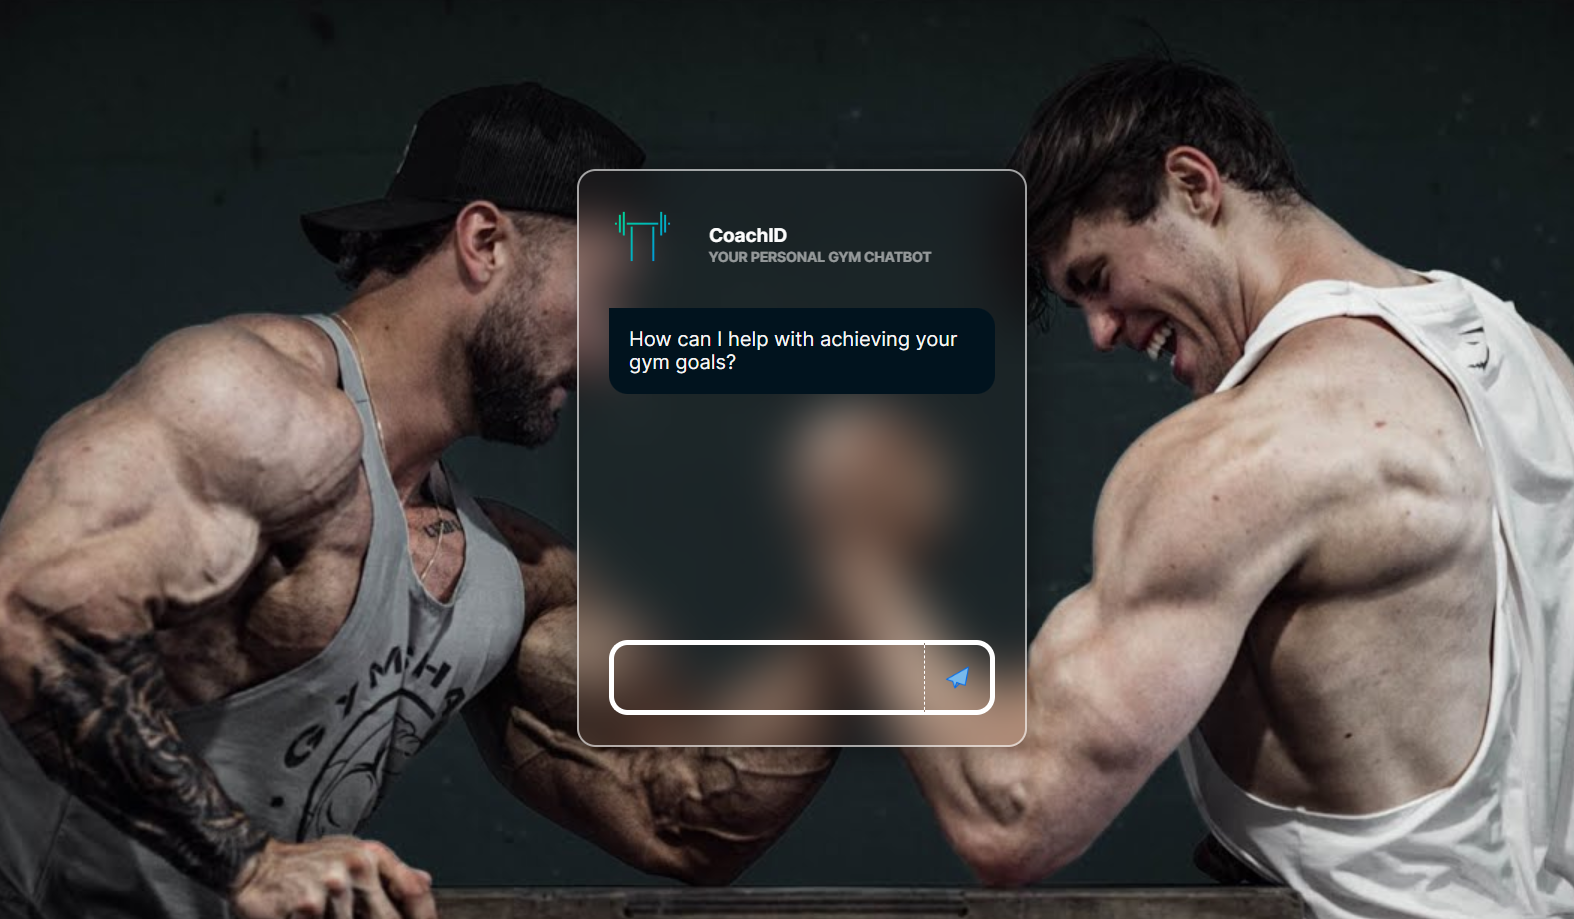 CoachID
YOUR PERSONAL GYM CHATBOT
How can I help with achieving your
gym goals?
GYMSHA